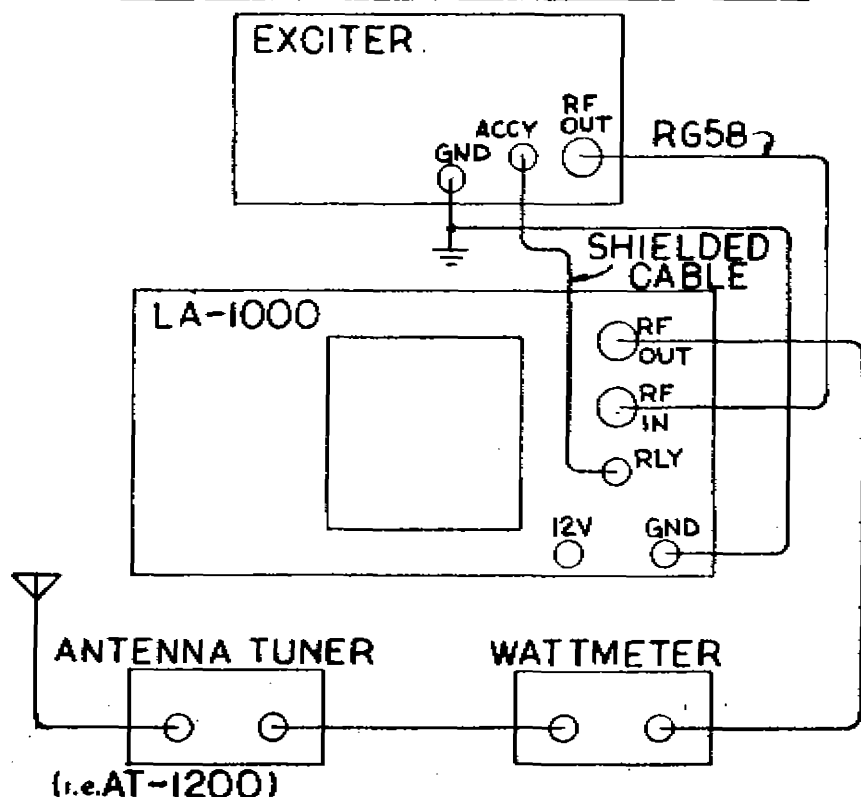 EXCITER.
RF
OUT
ACCY
GND
RG58
SHIELDED
CABLE
LA-1000
RF
OUT
RF
IN
RLY
12V
GND
ANTENNA TUNER
WATTMETER
(i.e.AT-1200)